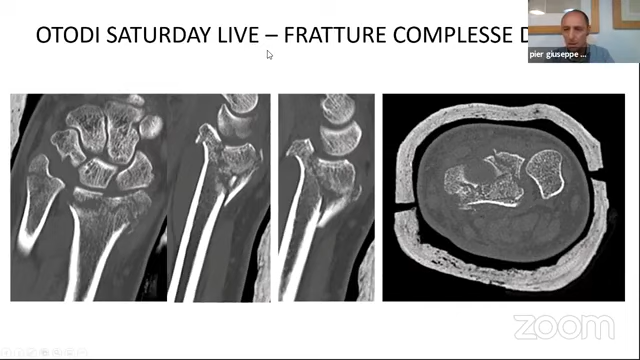 OTODI SATURDAY LIVE – FRATTURE COMPLESSE D
pier giuseppe ...
zoom